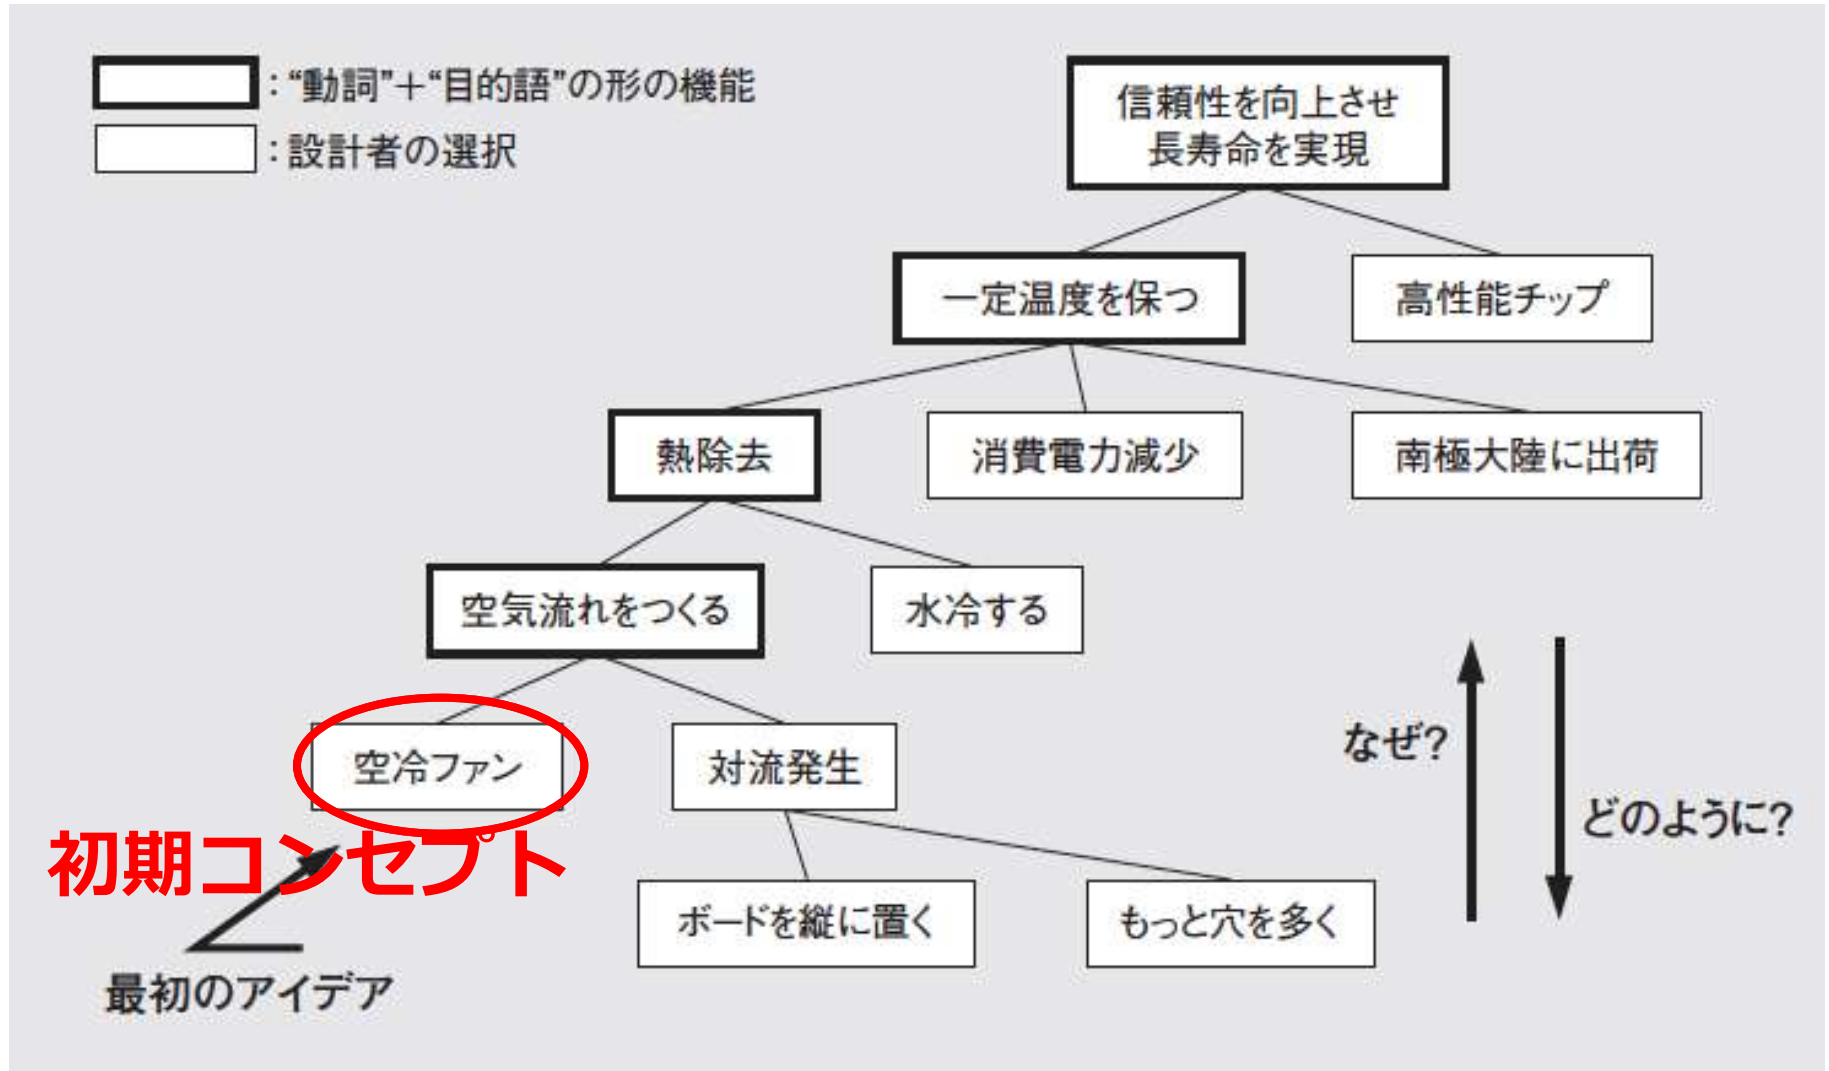 ：“動詞”＋“目的語”の形の機能
：設計者の選択
信頼性を向上させ
長寿命を実現
一定温度を保つ
高性能チップ
熱除去
消費電力減少
南極大陸に出荷
空気流れをつくる
水冷する
空冷ファン
対流発生
なぜ？
どのように？
初期コンセプト
ボードを縦に置く
もっと穴を多く
最初のアイデア